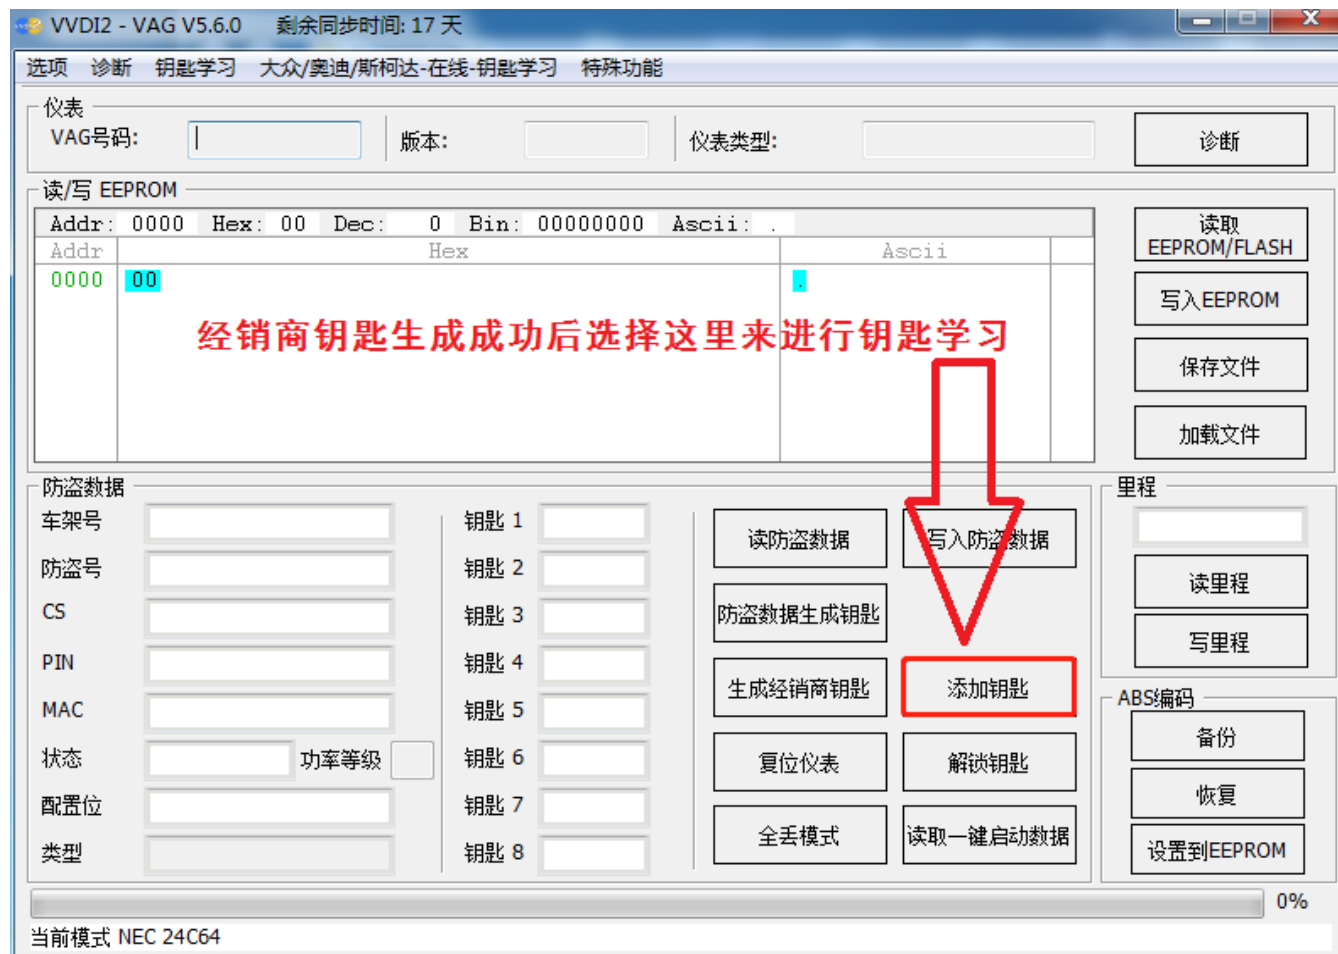 VVDI2 - VAG V5.6.0 剩余同步时间: 17 天
选项 诊断 钥匙学习 大众/奥迪/斯柯达-在线-钥匙学习 特殊功能
仪表
VAG号码: 版本: 仪表类型: 诊断
读/写 EEPROM
Addr: 0000 Hex: 00 Dec: 0 Bin: 00000000 Ascii: .
Addr Hex Ascii
0000 00 .
经销商钥匙生成成功后选择这里来进行钥匙学习
读取
EEPROM/FLASH
写入EEPROM
保存文件
加载文件
防盗数据
车架号
防盗号
CS
PIN
MAC
状态 功率等级
配置位
类型
钥匙 1
钥匙 2
钥匙 3
钥匙 4
钥匙 5
钥匙 6
钥匙 7
钥匙 8
读防盗数据 写入防盗数据
防盗数据生成钥匙
生成经销商钥匙 添加钥匙
复位仪表 解锁钥匙
全丢模式 读取一键启动数据
里程
读里程
写里程
ABS编码
备份
恢复
设置到EEPROM
0%
当前模式 NEC 24C64